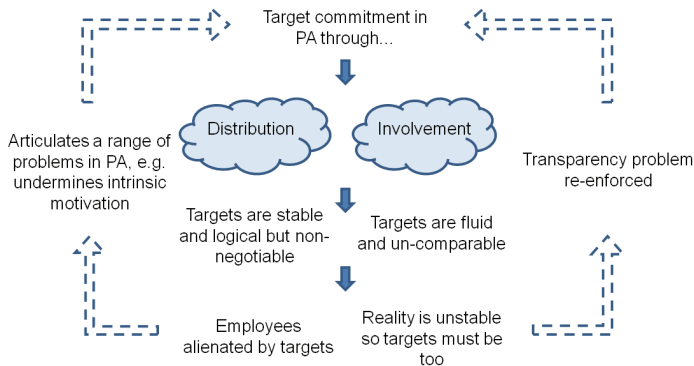 Target commitment in
PA through...
Distribution
Involvement
Articulates a range of
problems in PA, e.g.
undermines intrinsic
motivation
Transparency problem
re-enforced
Targets are stable
and logical but non-
negotiable
Targets are fluid
and un-comparable
Employees
alienated by targets
Reality is unstable
so targets must be
too